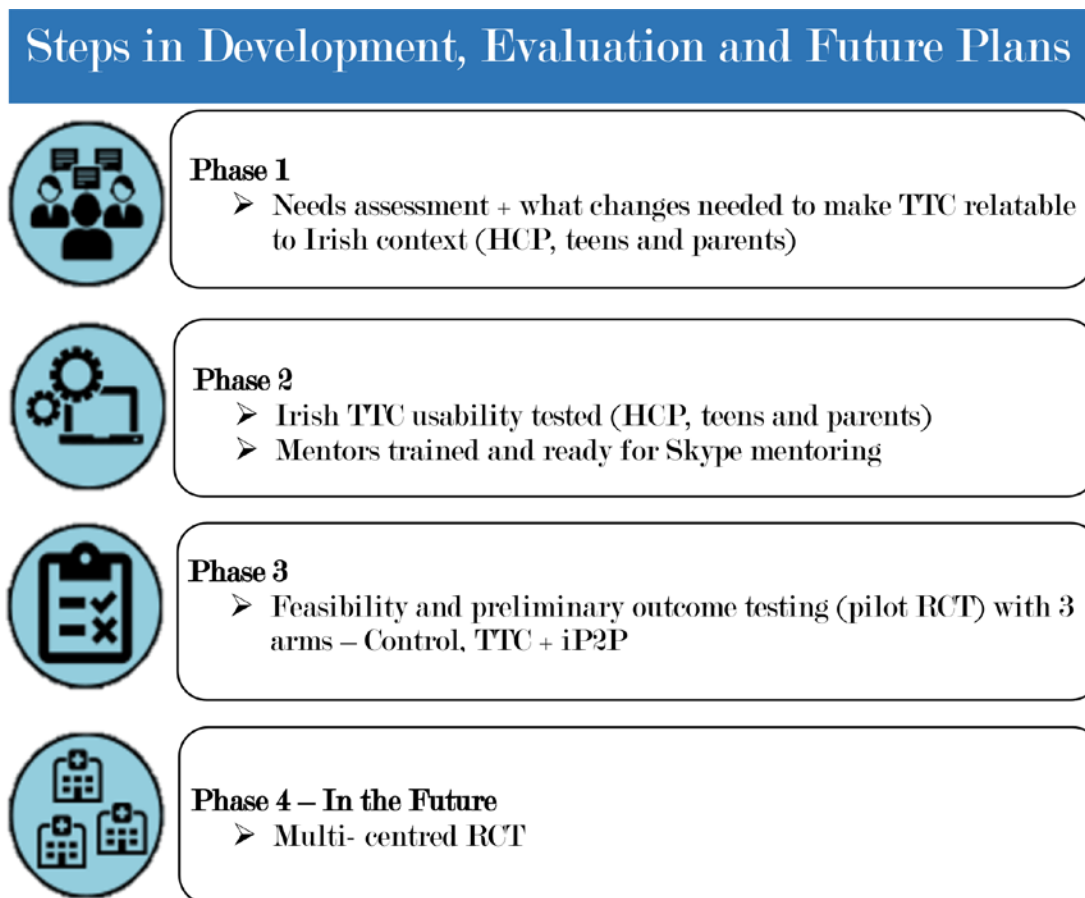 Steps in Development, Evaluation and Future Plans
Phase 1
➢ Needs assessment + what changes needed to make TTC relatable
to Irish context (HCP, teens and parents)
Phase 2
➢ Irish TTC usability tested (HCP, teens and parents)
➢ Mentors trained and ready for Skype mentoring
Phase 3
➢ Feasibility and preliminary outcome testing (pilot RCT) with 3
arms – Control, TTC + iP2P
Phase 4 – In the Future
➢ Multi- centred RCT